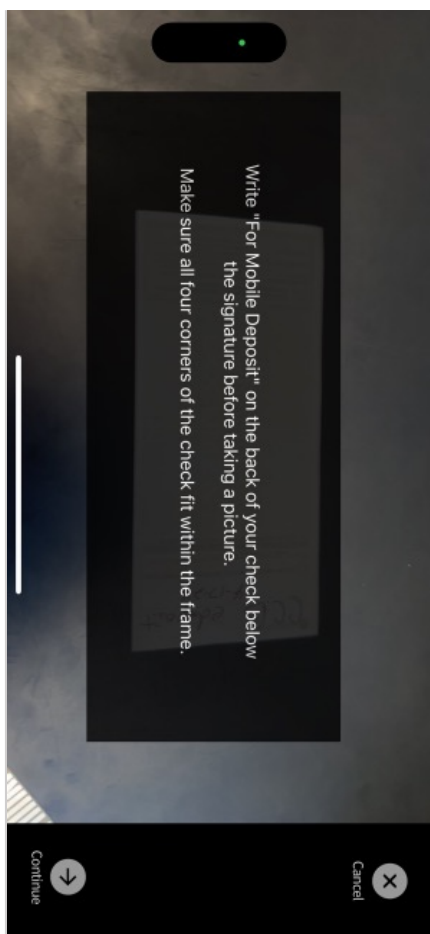 Write "For Mobile Deposit" on the back of your check below
the signature before taking a picture.
Make sure all four corners of the check fit within the frame.
Cancel
Continue